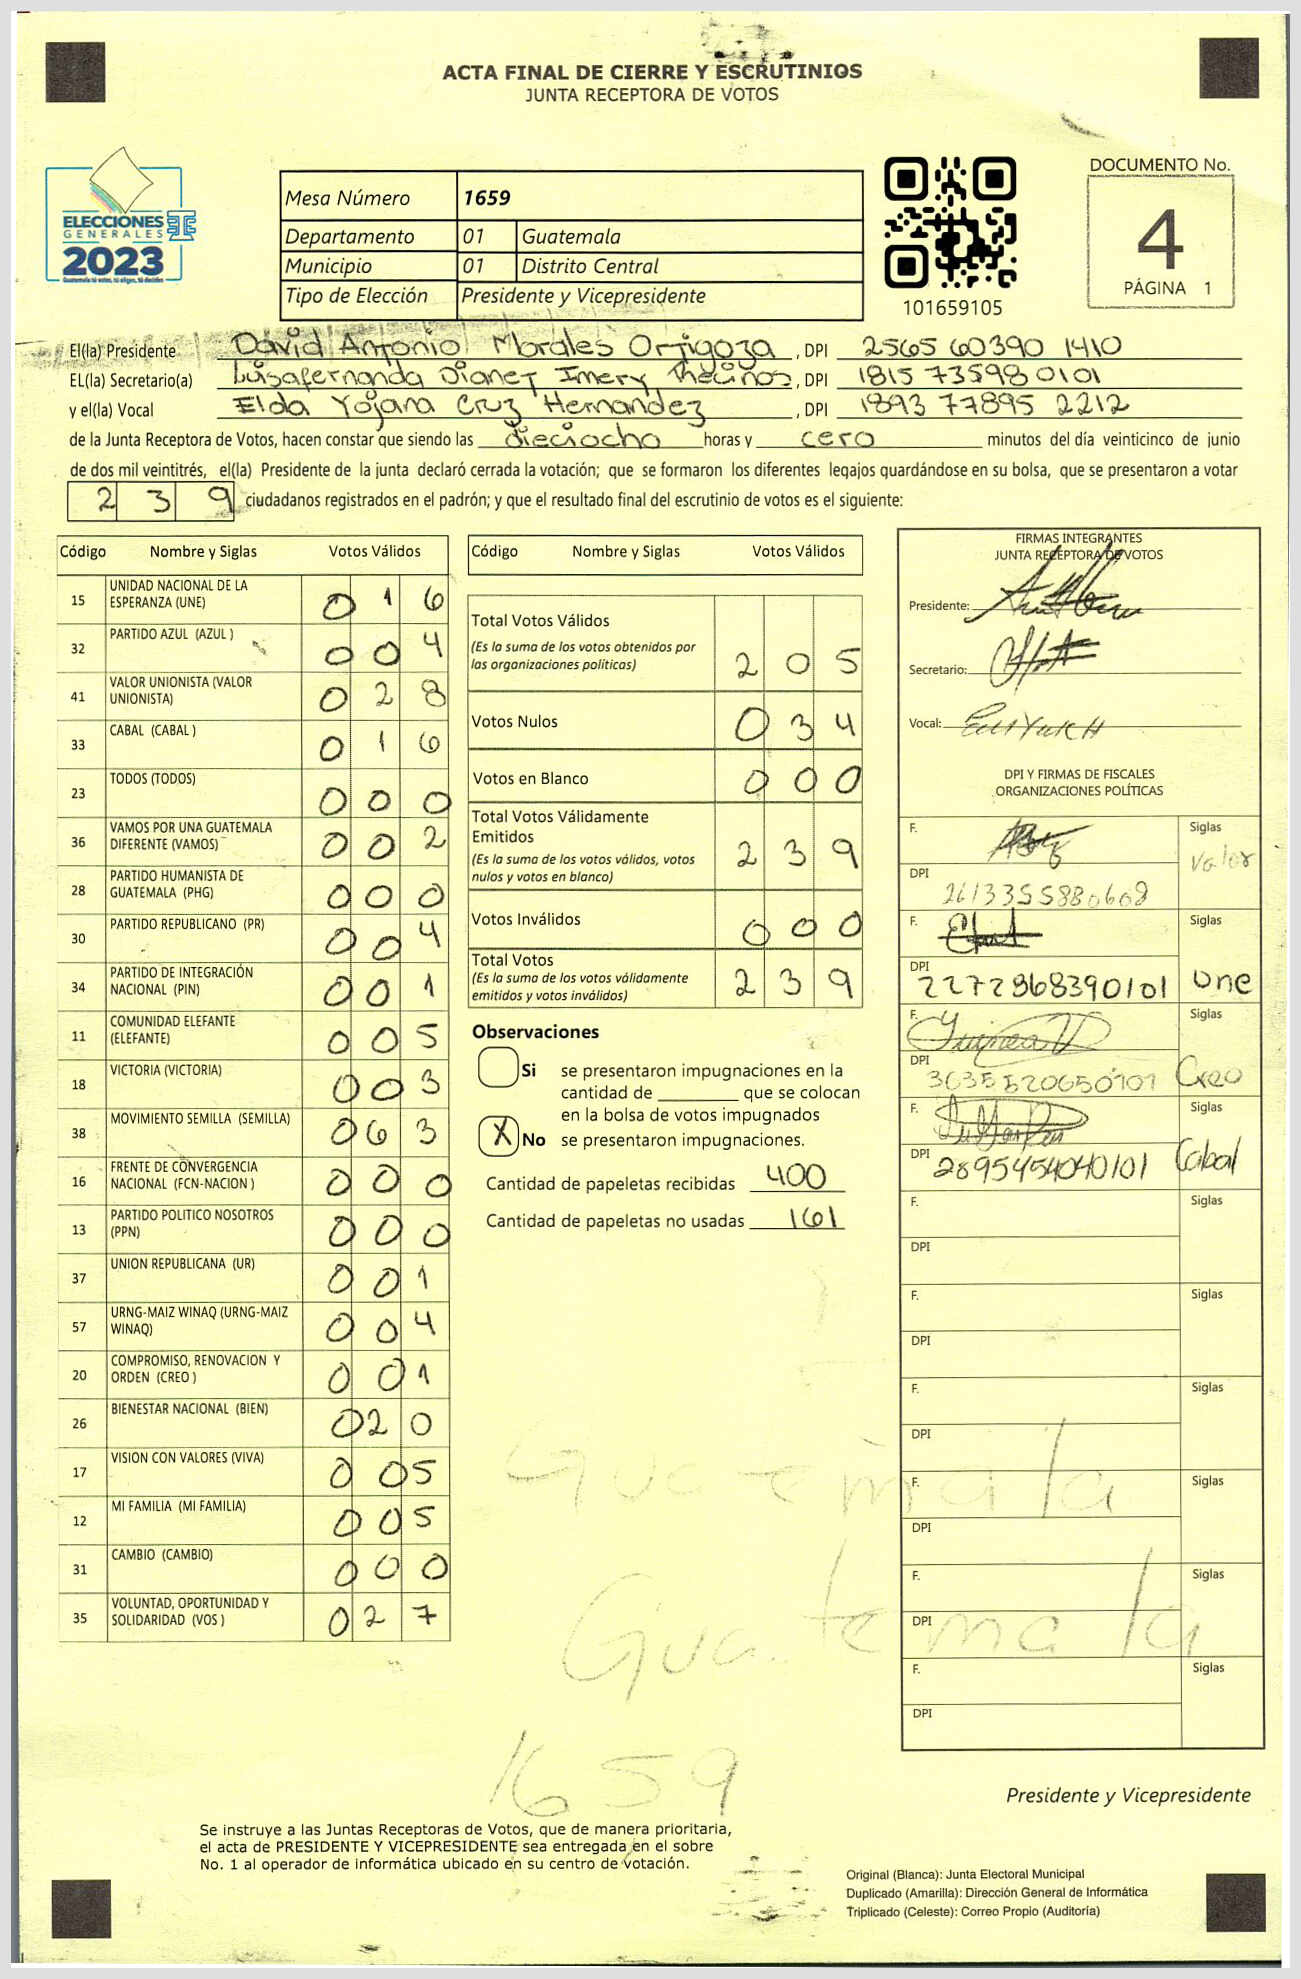 ACTA FINAL DE CIERRE Y ESCRUTINIOS
JUNTA RECEPTORA DE VOTOS
ELECCIONES
GENERALES
2023
Mesa Número 1659
Departamento 01 Guatemala
Municipio 01 Distrito Central
Tipo de Elección Presidente y Vicepresidente
101659105
DOCUMENTO No.
4
PÁGINA 1
El(la) Presidente David Antonio Morales Ortigoza, DPI 2565 60390 1410
EL(la) Secretario(a) Luisafernanda Dianet Imery Thecinos, DPI 1815 73598 0101
y el(la) Vocal Elda Yojana Cruz Hernandez, DPI 1893 77895 2212
de la Junta Receptora de Votos, hacen constar que siendo las dieciocho horas y cero minutos del día veinticinco de junio
de dos mil veintitrés, el(la) Presidente de la junta declaró cerrada la votación; que se formaron los diferentes legajos guardándose en su bolsa, que se presentaron a votar
2 3 9 ciudadanos registrados en el padrón; y que el resultado final del escrutinio de votos es el siguiente:
Código Nombre y Siglas Votos Válidos
15 UNIDAD NACIONAL DE LA ESPERANZA (UNE) 0 1 6
32 PARTIDO AZUL (AZUL ) 0 0 4
41 VALOR UNIONISTA (VALOR UNIONISTA) 0 2 8
33 CABAL (CABAL ) 0 1 6
23 TODOS (TODOS) 0 0 0
36 VAMOS POR UNA GUATEMALA DIFERENTE (VAMOS) 0 0 2
28 PARTIDO HUMANISTA DE GUATEMALA (PHG) 0 0 0
30 PARTIDO REPUBLICANO (PR) 0 0 4
34 PARTIDO DE INTEGRACIÓN NACIONAL (PIN) 0 0 1
11 COMUNIDAD ELEFANTE (ELEFANTE) 0 0 5
18 VICTORIA (VICTORIA) 0 0 3
38 MOVIMIENTO SEMILLA (SEMILLA) 0 6 3
16 FRENTE DE CONVERGENCIA NACIONAL (FCN-NACION ) 0 0 0
13 PARTIDO POLITICO NOSOTROS (PPN) 0 0 0
37 UNION REPUBLICANA (UR) 0 0 1
57 URNG-MAIZ WINAQ (URNG-MAIZ WINAQ) 0 0 4
20 COMPROMISO, RENOVACION Y ORDEN (CREO ) 0 0 1
26 BIENESTAR NACIONAL (BIEN) 0 2 0
17 VISION CON VALORES (VIVA) 0 0 5
12 MI FAMILIA (MI FAMILIA) 0 0 5
31 CAMBIO (CAMBIO) 0 0 0
35 VOLUNTAD, OPORTUNIDAD Y SOLIDARIDAD (VOS ) 0 2 7
Código Nombre y Siglas Votos Válidos
Total Votos Válidos
(Es la suma de los votos obtenidos por
las organizaciones políticas) 2 0 5
Votos Nulos 0 3 4
Votos en Blanco 0 0 0
Total Votos Válidamente
Emitidos
(Es la suma de los votos válidos, votos
nulos y votos en blanco) 2 3 9
Votos Inválidos 0 0 0
Total Votos
(Es la suma de los votos válidamente
emitidos y votos inválidos) 2 3 9
Observaciones
Si se presentaron impugnaciones en la
cantidad de ________ que se colocan
en la bolsa de votos impugnados
X No se presentaron impugnaciones.
Cantidad de papeletas recibidas 400
Cantidad de papeletas no usadas 161
FIRMAS INTEGRANTES
JUNTA RECEPTORA DE VOTOS
Presidente:
Secretario:
Vocal:
DPI Y FIRMAS DE FISCALES
ORGANIZACIONES POLÍTICAS
F. Siglas Valor
DPI 2613355880608
F. Siglas Une
DPI 2272868390101
F. Siglas Creo
DPI 3035520650101
F. Siglas Cabal
DPI 2895454040101
F. Siglas
DPI
F. Siglas
DPI
F. Siglas
DPI
F. Siglas
DPI
F. Siglas
DPI
F. Siglas
DPI
Guatemala
Guatemala
1659
Presidente y Vicepresidente
Se instruye a las Juntas Receptoras de Votos, que de manera prioritaria,
el acta de PRESIDENTE Y VICEPRESIDENTE sea entregada en el sobre
No. 1 al operador de informática ubicado en su centro de votación.
Original (Blanca): Junta Electoral Municipal
Duplicado (Amarilla): Dirección General de Informática
Triplicado (Celeste): Correo Propio (Auditoría)